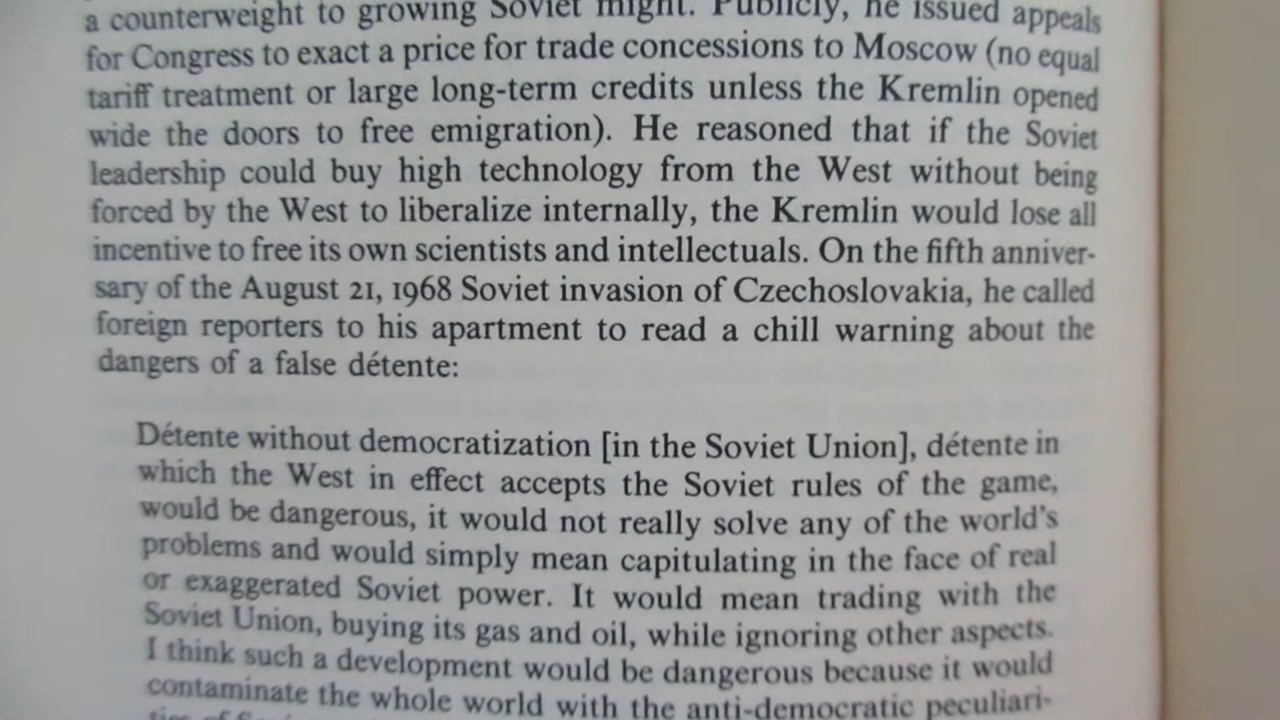 a counterweight to growing Soviet might. Publicly, he issued appeals
for Congress to exact a price for trade concessions to Moscow (no equal
tariff treatment or large long-term credits unless the Kremlin opened
wide the doors to free emigration). He reasoned that if the Soviet
leadership could buy high technology from the West without being
forced by the West to liberalize internally, the Kremlin would lose all
incentive to free its own scientists and intellectuals. On the fifth anniver-
sary of the August 21, 1968 Soviet invasion of Czechoslovakia, he called
foreign reporters to his apartment to read a chill warning about the
dangers of a false détente:
Détente without democratization [in the Soviet Union], détente in
which the West in effect accepts the Soviet rules of the game,
would be dangerous, it would not really solve any of the world's
problems and would simply mean capitulating in the face of real
or exaggerated Soviet power. It would mean trading with the
Soviet Union, buying its gas and oil, while ignoring other aspects.
I think such a development would be dangerous because it would
contaminate the whole world with the anti-democratic peculiari-